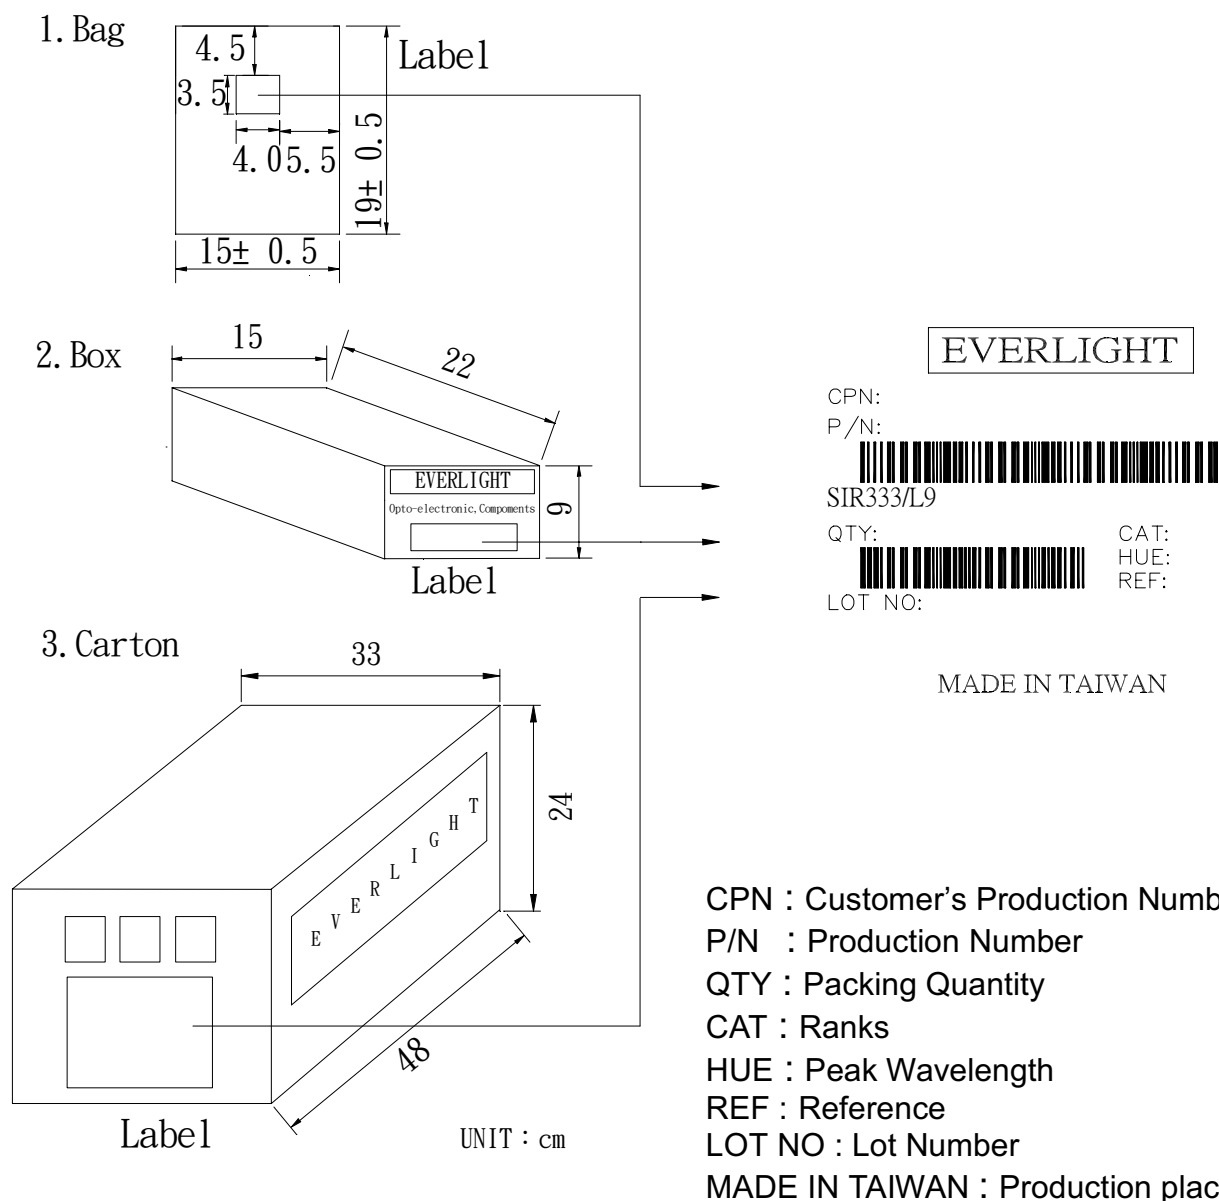 1. Bag
4.5
Label
3.5
4.0
5.5
19± 0.5
15± 0.5
2. Box
15
22
EVERLIGHT
Opto-electronic,Compoments
9
Label
3. Carton
33
24
EVERLIGHT
48
Label
UNIT：cm
EVERLIGHT
CPN:
P/N:
SIR333/L9
QTY:
CAT:
HUE:
REF:
LOT NO:
MADE IN TAIWAN
CPN：Customer’s Production Numb
P/N ：Production Number
QTY：Packing Quantity
CAT：Ranks
HUE：Peak Wavelength
REF : Reference
LOT NO : Lot Number
MADE IN TAIWAN：Production plac